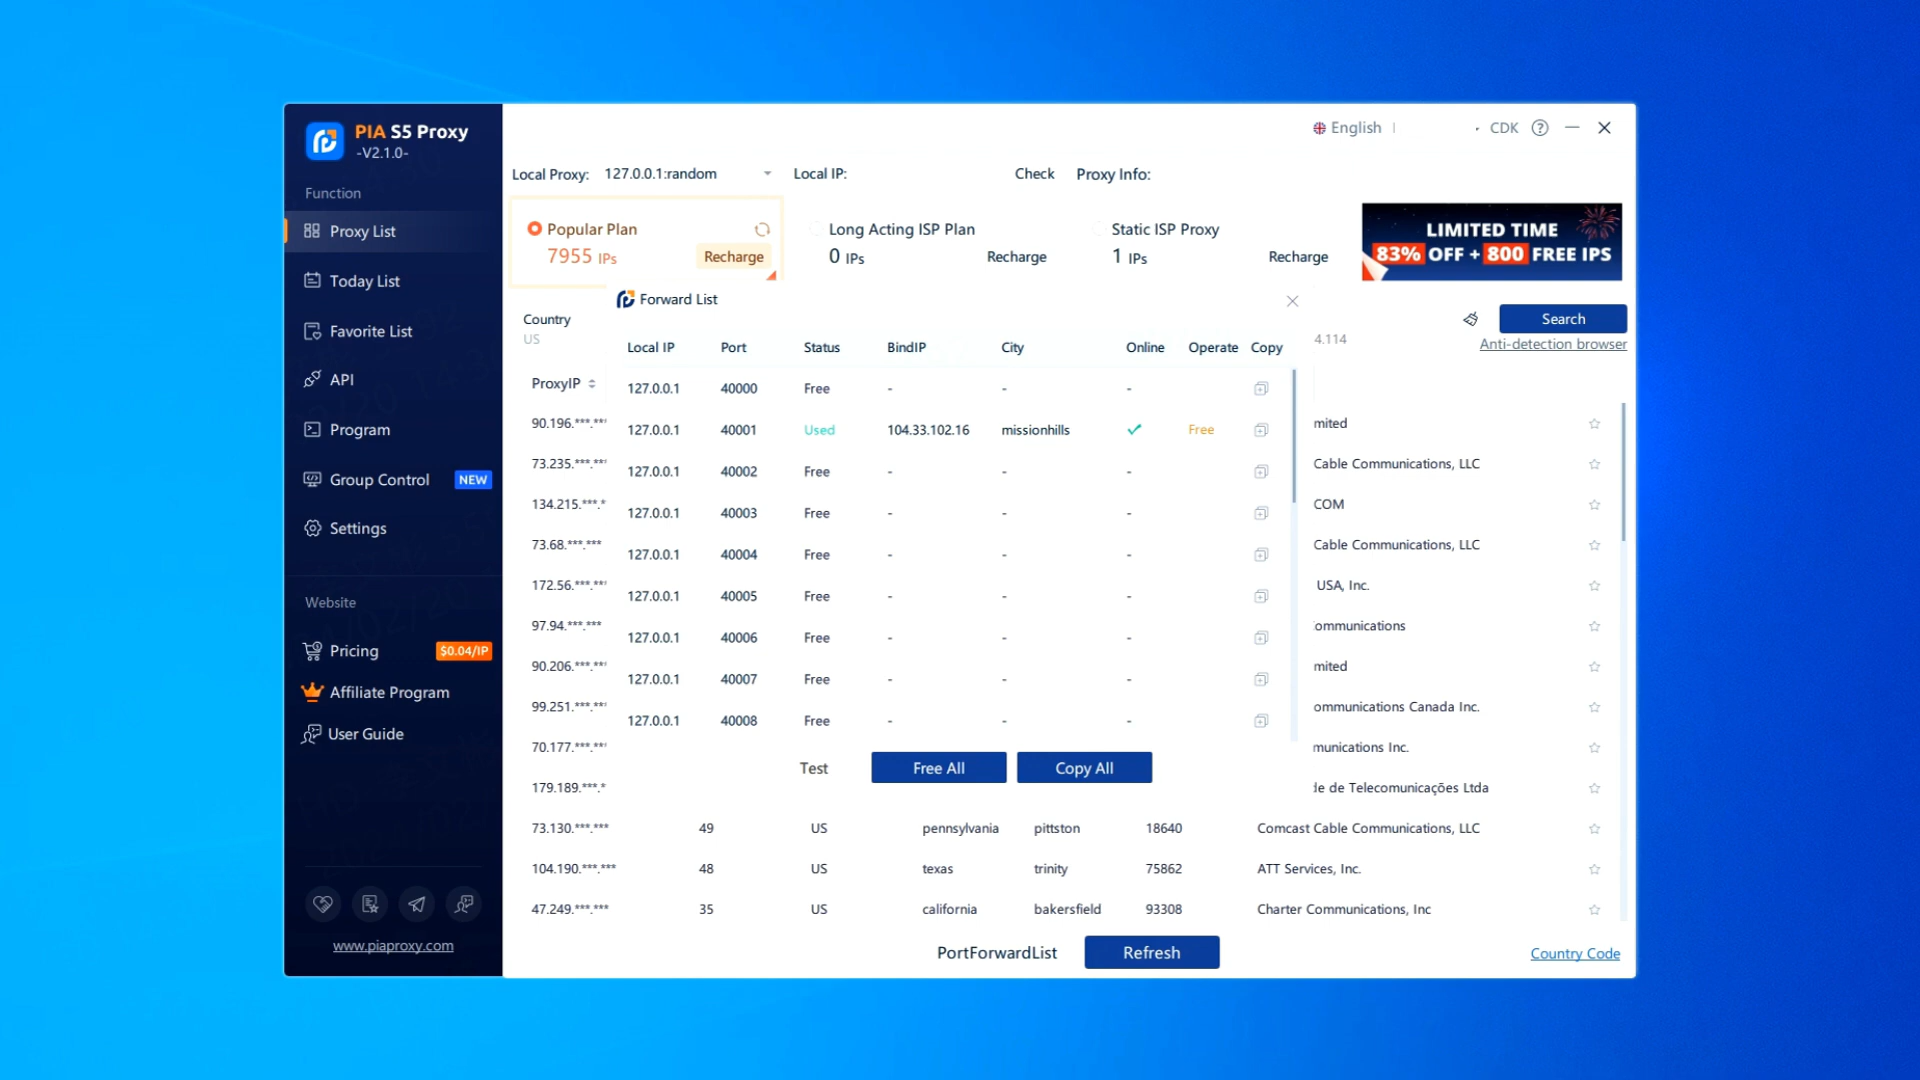 PIA S5 Proxy
-V2.1.0-
Function
Proxy List
Today List
Favorite List
API
Program
Group Control NEW
Settings
Website
Pricing $0.04/IP
Affiliate Program
User Guide
www.piaproxy.com
English | CDK
Local Proxy: 127.0.0.1:random Local IP: Check Proxy Info:
Popular Plan
7955 IPs Recharge
Long Acting ISP Plan
0 IPs Recharge
Static ISP Proxy
1 IPs Recharge
LIMITED TIME
83% OFF + 800 FREE IPS
Country
US
4.114
Search
Anti-detection browser
ProxyIP
Forward List
Local IP Port Status BindIP City Online Operate Copy
127.0.0.1 40000 Free - - -
127.0.0.1 40001 Used 104.33.102.16 missionhills Free
127.0.0.1 40002 Free - - -
127.0.0.1 40003 Free - - -
127.0.0.1 40004 Free - - -
127.0.0.1 40005 Free - - -
127.0.0.1 40006 Free - - -
127.0.0.1 40007 Free - - -
127.0.0.1 40008 Free - - -
Test Free All Copy All
90.196.***.**
73.235.***.**
134.215.***.*
73.68.***.***
172.56.***.**
97.94.***.***
90.206.***.**
99.251.***.**
70.177.***.**
179.189.***.*
mited
Cable Communications, LLC
COM
Cable Communications, LLC
USA, Inc.
ommunications
mited
ommunications Canada Inc.
munications Inc.
de de Telecomunicações Ltda
73.130.***.*** 49 US pennsylvania pittston 18640 Comcast Cable Communications, LLC
104.190.***.*** 48 US texas trinity 75862 ATT Services, Inc.
47.249.***.*** 35 US california bakersfield 93308 Charter Communications, Inc
PortForwardList Refresh Country Code